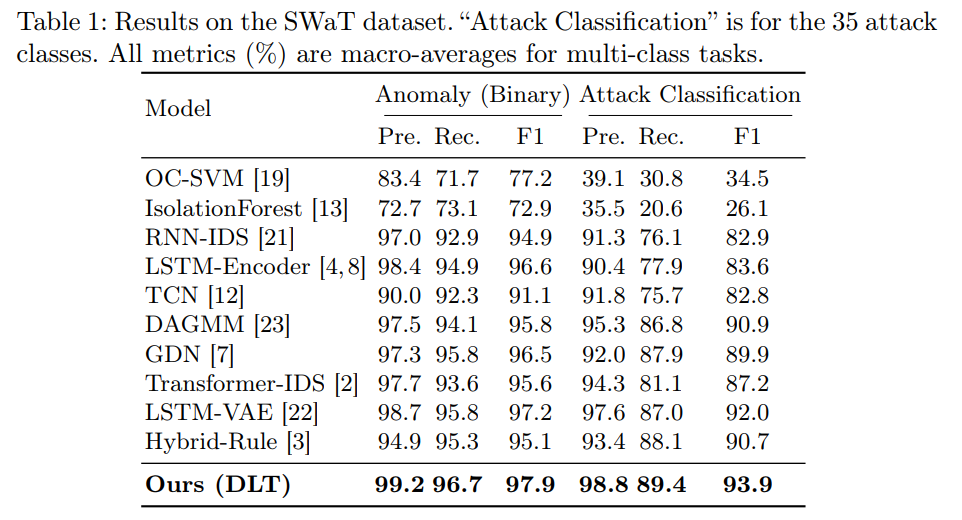 Table 1: Results on the SWaT dataset. “Attack Classification” is for the 35 attack
classes. All metrics (%) are macro-averages for multi-class tasks.
Model Anomaly (Binary) Attack Classification
Pre. Rec. F1 Pre. Rec. F1
OC-SVM [19] 83.4 71.7 77.2 39.1 30.8 34.5
IsolationForest [13] 72.7 73.1 72.9 35.5 20.6 26.1
RNN-IDS [21] 97.0 92.9 94.9 91.3 76.1 82.9
LSTM-Encoder [4,8] 98.4 94.9 96.6 90.4 77.9 83.6
TCN [12] 90.0 92.3 91.1 91.8 75.7 82.8
DAGMM [23] 97.5 94.1 95.8 95.3 86.8 90.9
GDN [7] 97.3 95.8 96.5 92.0 87.9 89.9
Transformer-IDS [2] 97.7 93.6 95.6 94.3 81.1 87.2
LSTM-VAE [22] 98.7 95.8 97.2 97.6 87.0 92.0
Hybrid-Rule [3] 94.9 95.3 95.1 93.4 88.1 90.7
Ours (DLT) 99.2 96.7 97.9 98.8 89.4 93.9